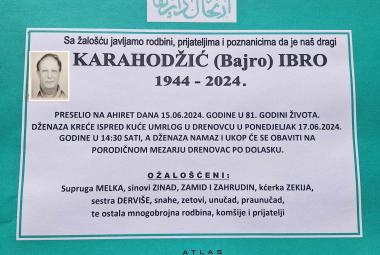 Sa žalošću javljamo rodbini, prijateljima i poznanicima da je naš dragi
KARAHODŽIĆ (Bajro) IBRO
1944 - 2024.
PRESELIO NA AHIRET DANA 15.06.2024. GODINE U 81. GODINI ŽIVOTA.
DŽENAZA KREĆE ISPRED KUĆE UMRLOG U DRENOVCU U PONEDJELJAK 17.06.2024.
GODINE U 14:30 SATI, A DŽENAZA NAMAZ I UKOP ĆE SE OBAVITI NA
PORODIČNOM MEZARJU DRENOVAC PO DOLASKU.
OŽALOŠĆENI:
Supruga MELKA, sinovi ZINAD, ZAMID I ZAHRUDIN, kćerka ZEKIJA,
sestra DERVIŠE, snahe, zetovi, unučad, praunučad,
te ostala mnogobrojna rodbina, komšije i prijatelji
ATLAS